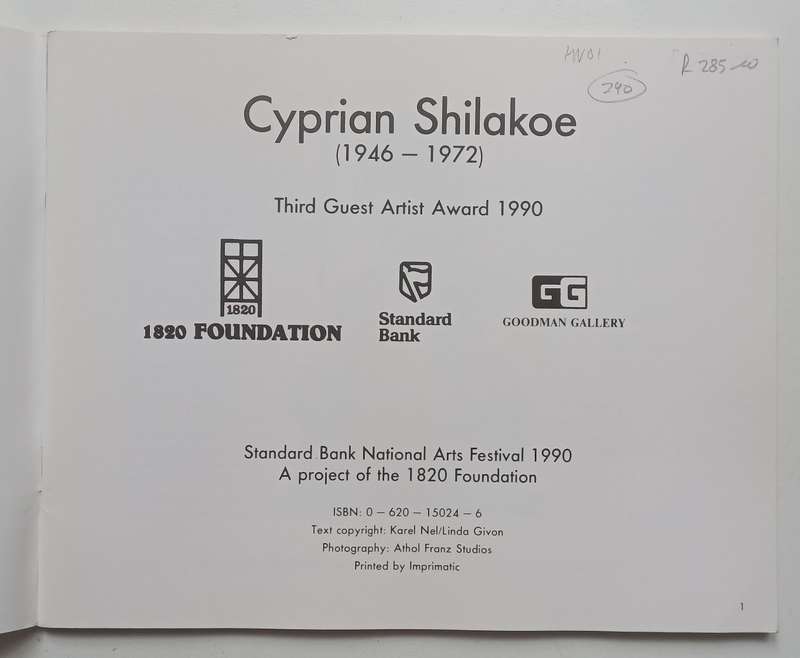 R 285
240
Cyprian Shilakoe
(1946 – 1972)
Third Guest Artist Award 1990
1820
1820 FOUNDATION
Standard
Bank
GG
GOODMAN GALLERY
Standard Bank National Arts Festival 1990
A project of the 1820 Foundation
ISBN: 0 – 620 – 15024 – 6
Text copyright: Karel Nel/Linda Givon
Photography: Athol Franz Studios
Printed by Imprimatic
1